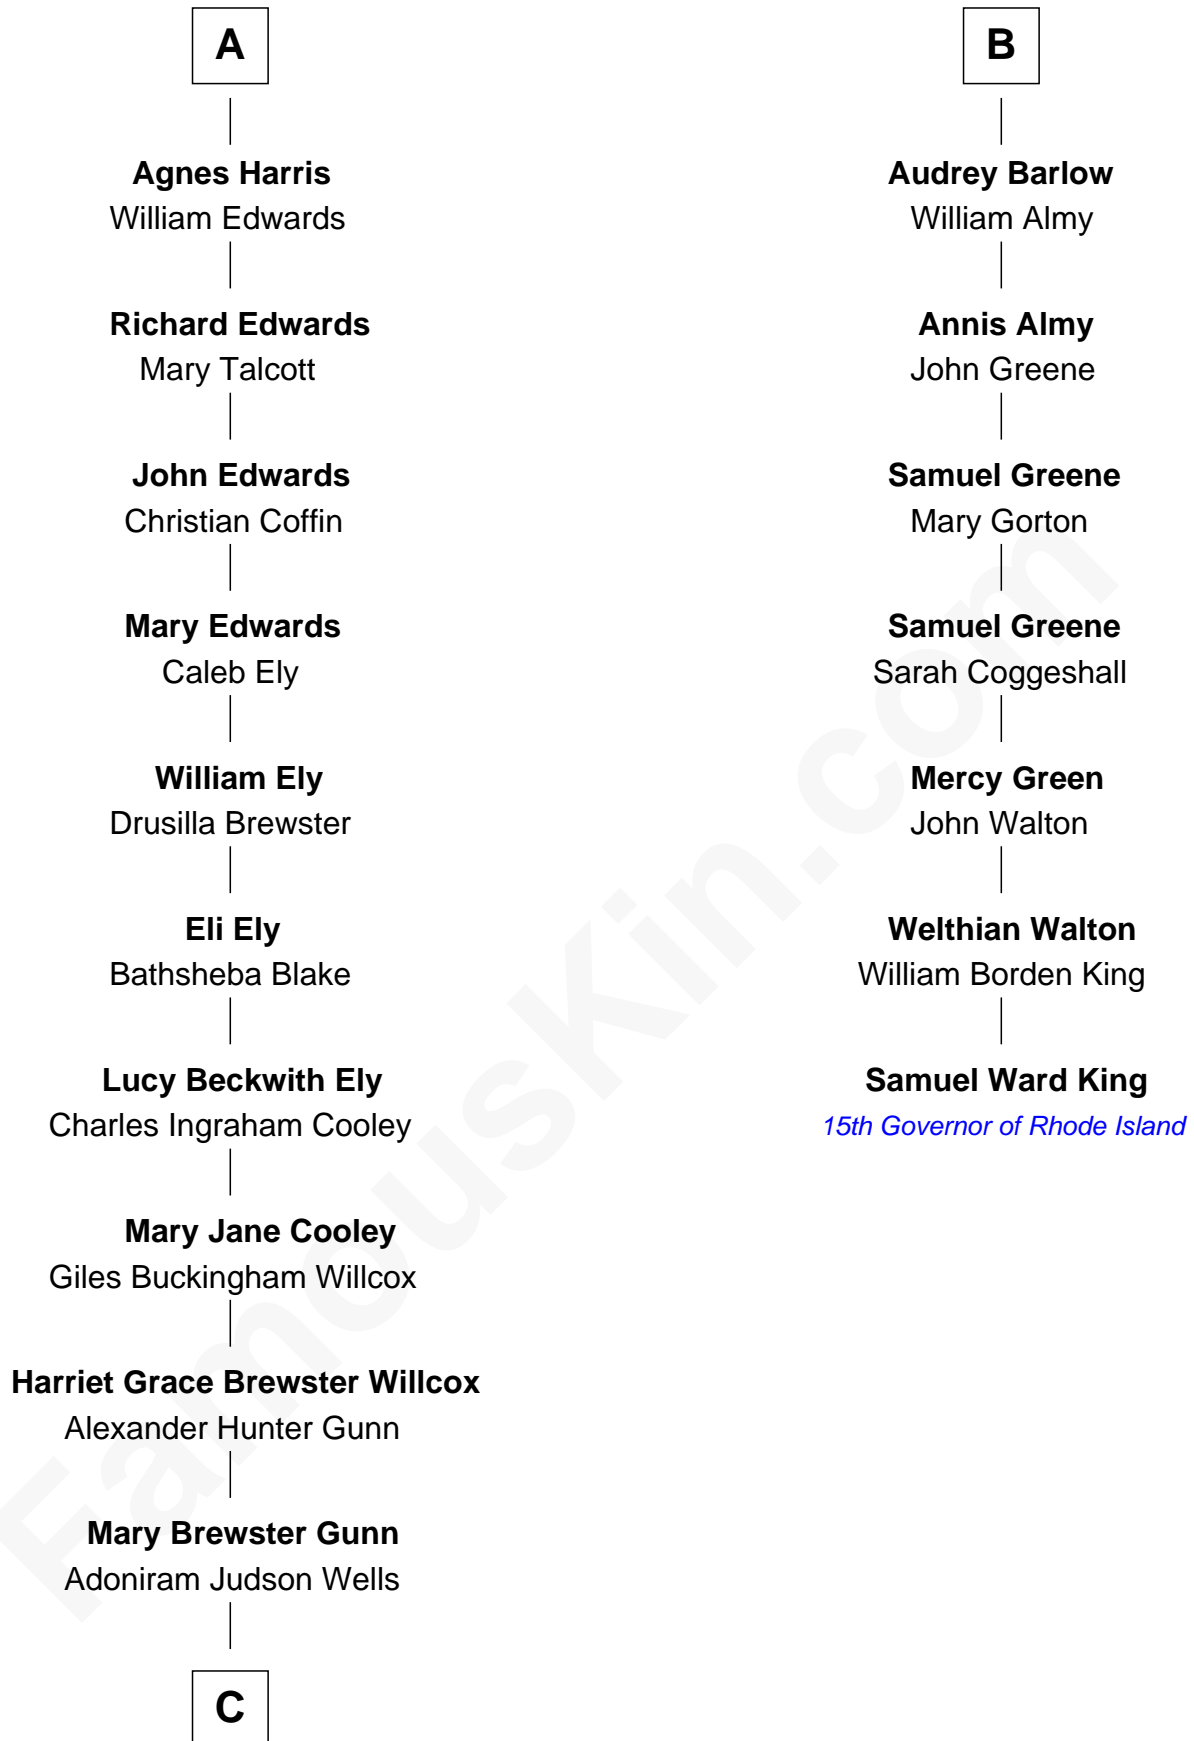 A
Agnes Harris
William Edwards
Richard Edwards
Mary Talcott
John Edwards
Christian Coffin
Mary Edwards
Caleb Ely
William Ely
Drusilla Brewster
Eli Ely
Bathsheba Blake
Lucy Beckwith Ely
Charles Ingraham Cooley
Mary Jane Cooley
Giles Buckingham Willcox
Harriet Grace Brewster Willcox
Alexander Hunter Gunn
Mary Brewster Gunn
Adoniram Judson Wells
C
B
Audrey Barlow
William Almy
Annis Almy
John Greene
Samuel Greene
Mary Gorton
Samuel Greene
Sarah Coggeshall
Mercy Green
John Walton
Welthian Walton
William Borden King
Samuel Ward King
15th Governor of Rhode Island
FamousKin.com